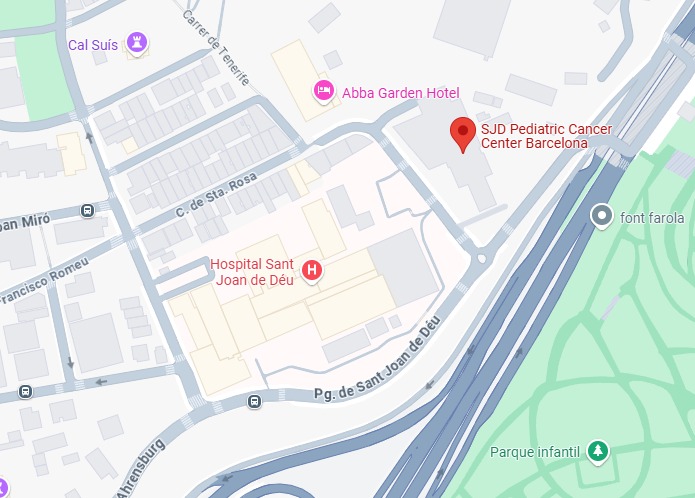 Carrer de Tenerife
Cal Suís
Abba Garden Hotel
SJD Pediatric Cancer
Center Barcelona
C. de Sta. Rosa
font farola
Miró
Hospital Sant
Joan de Déu
H
Francisco Romeu
Pg. de Sant Joan de Déu
Parque infantil
Ahrensburg